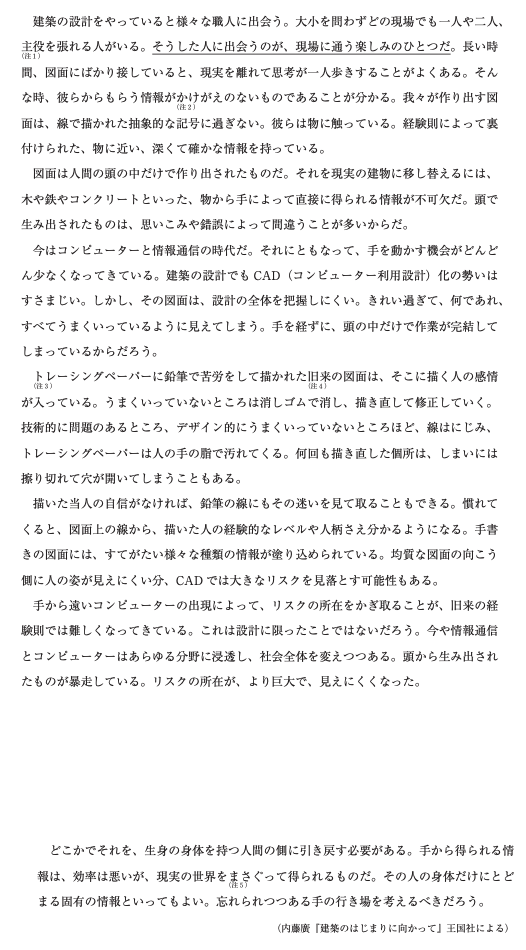 建築の設計をやっていると様々な職人に出会う。大小を問わずどの現場でも一人や二人、
主役を張れる人がいる。そうした人に出会うのが、現場に通う楽しみのひとつだ。長い時
(注1)
間、図面にばかり接していると、現実を離れて思考が一人歩きすることがよくある。そん
な時、彼らからもらう情報がかけがえのないものであることが分かる。我々が作り出す図
(注2)
面は、線で描かれた抽象的な記号に過ぎない。彼らは物に触っている。経験則によって裏
付けられた、物に近い、深くて確かな情報を持っている。
図面は人間の頭の中だけで作り出されたものだ。それを現実の建物に移し替えるには、
木や鉄やコンクリートといった、物から手によって直接に得られる情報が不可欠だ。頭で
生み出されたものは、思いこみや錯誤によって間違うことが多いからだ。
今はコンピューターと情報通信の時代だ。それにともなって、手を動かす機会がどんど
ん少なくなってきている。建築の設計でも CAD（コンピューター利用設計）化の勢いは
すさまじい。しかし、その図面は、設計の全体を把握しにくい。きれい過ぎて、何であれ、
すべてうまくいっているように見えてしまう。手を経ずに、頭の中だけで作業が完結して
しまっているからだろう。
トレーシングペーパーに鉛筆で苦労をして描かれた旧来の図面は、そこに描く人の感情
(注3) (注4)
が入っている。うまくいっていないところは消しゴムで消し、描き直して修正していく。
技術的に問題のあるところ、デザイン的にうまくいっていないところほど、線はにじみ、
トレーシングペーパーは人の手の脂で汚れてくる。何回も描き直した個所は、しまいには
擦り切れて穴が開いてしまうこともある。
描いた当人の自信がなければ、鉛筆の線にもその迷いを見て取ることもできる。慣れて
くると、図面上の線から、描いた人の経験的なレベルや人柄さえ分かるようになる。手書
きの図面には、すてがたい様々な種類の情報が塗り込められている。均質な図面の向こう
側に人の姿が見えにくい分、CAD では大きなリスクを見落とす可能性もある。
手から遠いコンピューターの出現によって、リスクの所在をかぎ取ることが、旧来の経
験則では難しくなってきている。これは設計に限ったことではないだろう。今や情報通信
とコンピューターはあらゆる分野に浸透し、社会全体を変えつつある。頭から生み出され
たものが暴走している。リスクの所在が、より巨大で、見えにくくなった。
どこかでそれを、生身の身体を持つ人間の側に引き戻す必要がある。手から得られる情
報は、効率は悪いが、現実の世界をまさぐって得られるものだ。その人の身体だけにとど
(注5)
まる固有の情報といってもよい。忘れられつつある手の行き場を考えるべきだろう。
（内藤廣『建築のはじまりに向かって』王国社による）